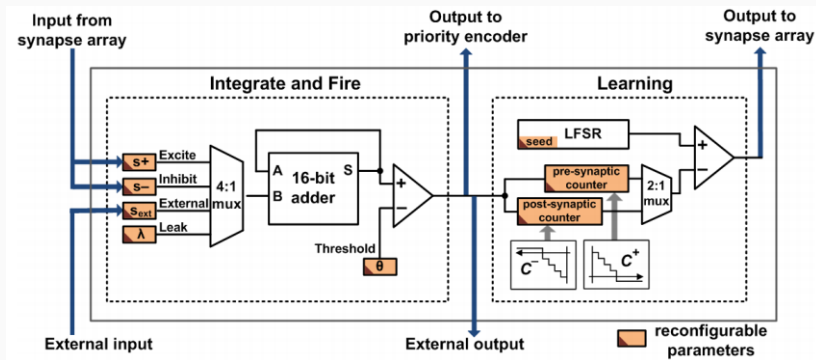 Input from
synapse array
Output to
priority encoder
Output to
synapse array
Integrate and Fire
Learning
s+
Excite
s−
Inhibit
s_ext
External
λ
Leak
4:1
mux
A
B
S
16-bit
adder
+
−
Threshold
θ
seed
LFSR
pre-synaptic
counter
post-synaptic
counter
2:1
mux
+
−
C⁻
C⁺
External input
External output
reconfigurable
parameters